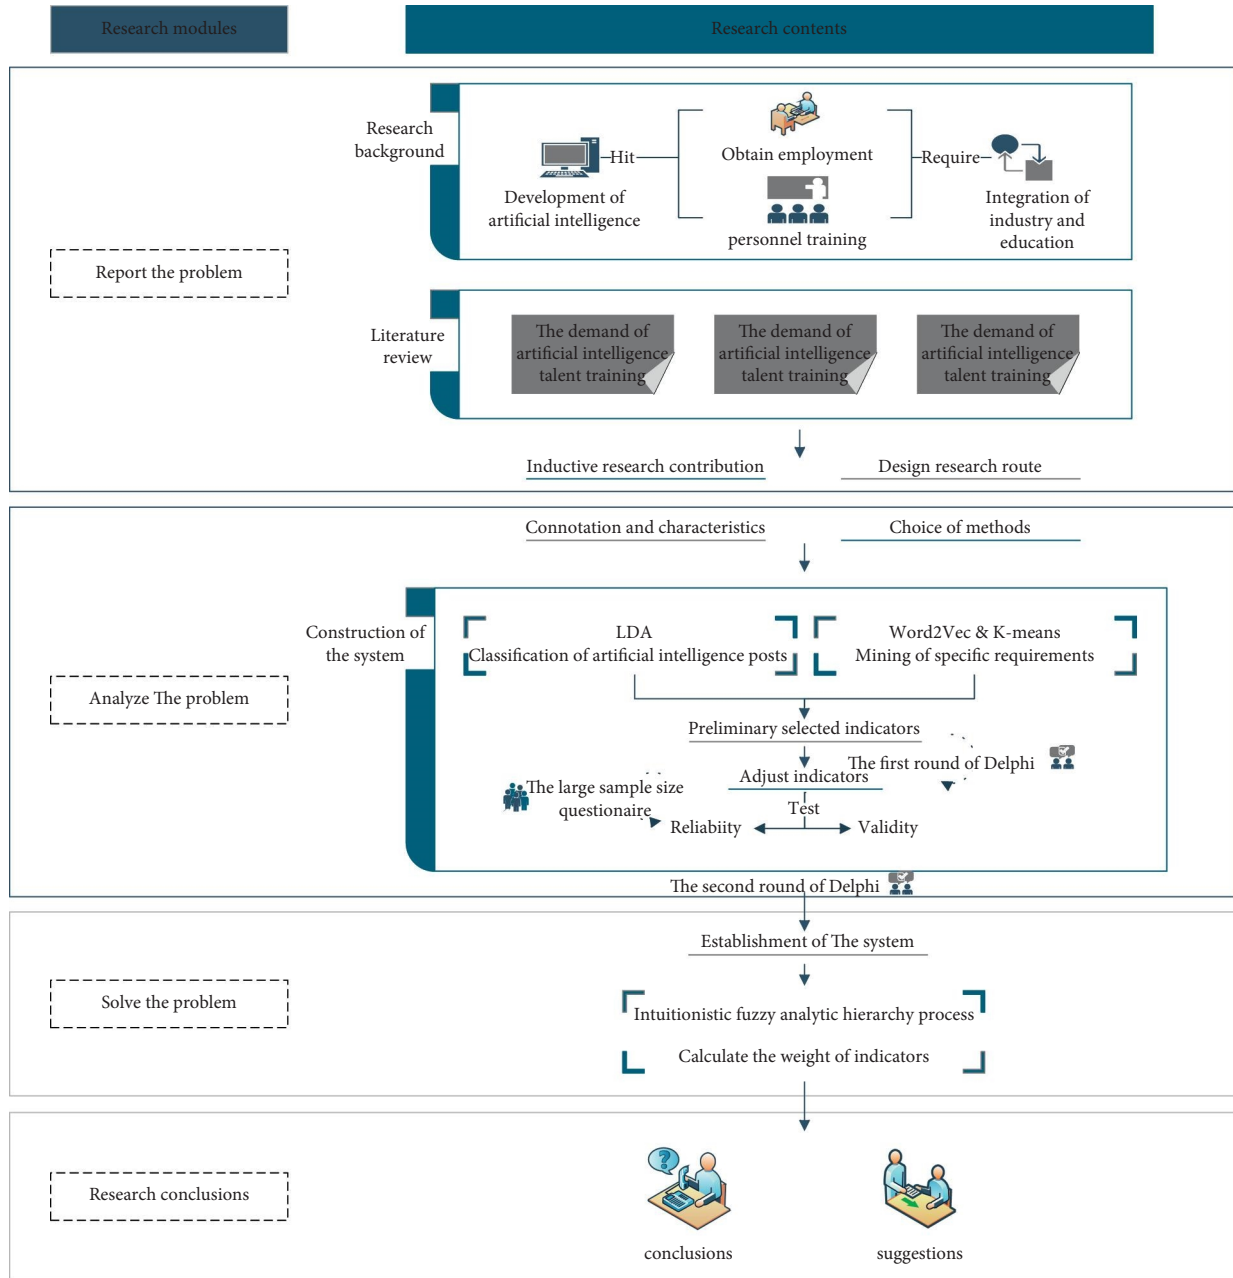 Research modules
Research contents
Research
background
Hit
Development of
artificial intelligence
Obtain employment
personnel training
Require
Integration of
industry and
education
Report the problem
Literature
review
The demand of
artificial intelligence
talent training
The demand of
artificial intelligence
talent training
The demand of
artificial intelligence
talent training
Inductive research contribution
Design research route
Connotation and characteristics
Choice of methods
Construction of
the system
LDA
Classification of artificial intelligence posts
Word2Vec & K-means
Mining of specific requirements
Analyze The problem
Preliminary selected indicators
The first round of Delphi
Adjust indicators
The large sample size
questionaire
Test
Reliabiity
Validity
The second round of Delphi
Establishment of The system
Solve the problem
Intuitionistic fuzzy analytic hierarchy process
Calculate the weight of indicators
Research conclusions
?
conclusions
suggestions